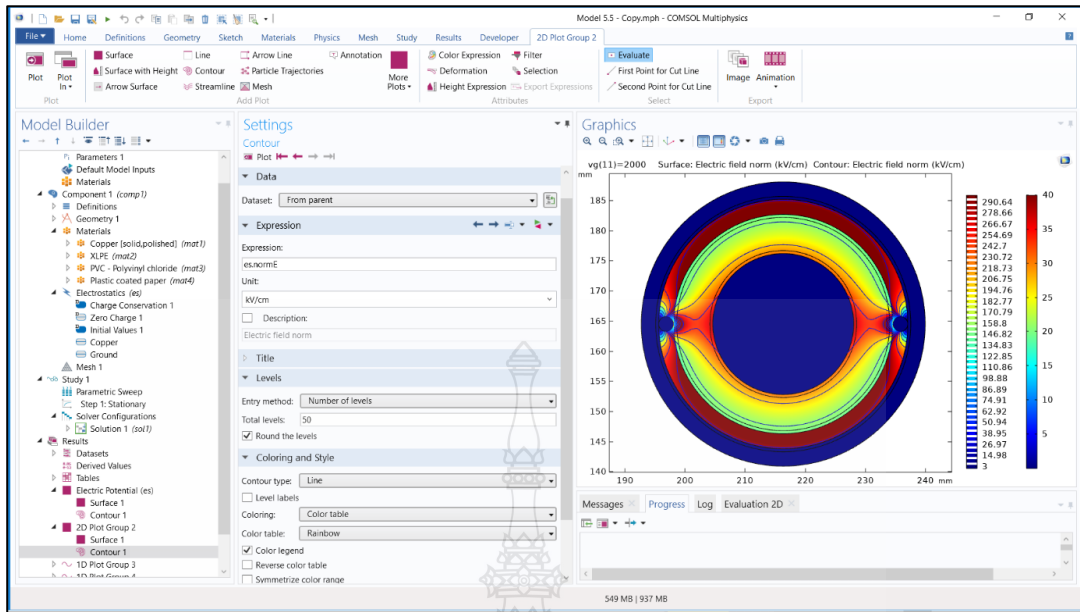 Model 5.5 - Copy.mph - COMSOL Multiphysics
File Home Definitions Geometry Sketch Materials Physics Mesh Study Results Developer 2D Plot Group 2
Plot
Plot In
Plot
Surface Line Arrow Line Annotation
Surface with Height Contour Particle Trajectories
Arrow Surface Streamline Mesh
More Plots
Add Plot
Color Expression Filter
Deformation Selection
Height Expression Export Expressions
Attributes
Evaluate
First Point for Cut Line
Second Point for Cut Line
Select
Image Animation
Export
Model Builder
Parameters 1
Default Model Inputs
Materials
Component 1 (comp1)
Definitions
Geometry 1
Materials
Copper [solid,polished] (mat1)
XLPE (mat2)
PVC - Polyvinyl chloride (mat3)
Plastic coated paper (mat4)
Electrostatics (es)
Charge Conservation 1
Zero Charge 1
Initial Values 1
Copper
Ground
Mesh 1
Study 1
Parametric Sweep
Step 1: Stationary
Solver Configurations
Solution 1 (sol1)
Results
Datasets
Derived Values
Tables
Electric Potential (es)
Surface 1
Contour 1
2D Plot Group 2
Surface 1
Contour 1
1D Plot Group 3
1D Plot Group 4
Settings
Contour
Plot
Data
Dataset: From parent
Expression
Expression:
es.normE
Unit:
kV/cm
Description:
Electric field norm
Title
Levels
Entry method: Number of levels
Total levels: 50
Round the levels
Coloring and Style
Contour type: Line
Level labels
Coloring: Color table
Color table: Rainbow
Color legend
Reverse color table
Symmetrize color range
Graphics
vg(11)=2000 Surface: Electric field norm (kV/cm) Contour: Electric field norm (kV/cm)
mm
185
180
175
170
165
160
155
150
145
140
190 200 210 220 230 240 mm
290.64
278.66
266.67
254.69
242.7
230.72
218.73
206.75
194.76
182.77
170.79
158.8
146.82
134.83
122.85
110.86
98.88
86.89
74.91
62.92
50.94
38.95
26.97
14.98
3
40
35
30
25
20
15
10
5
Messages Progress Log Evaluation 2D
549 MB | 937 MB